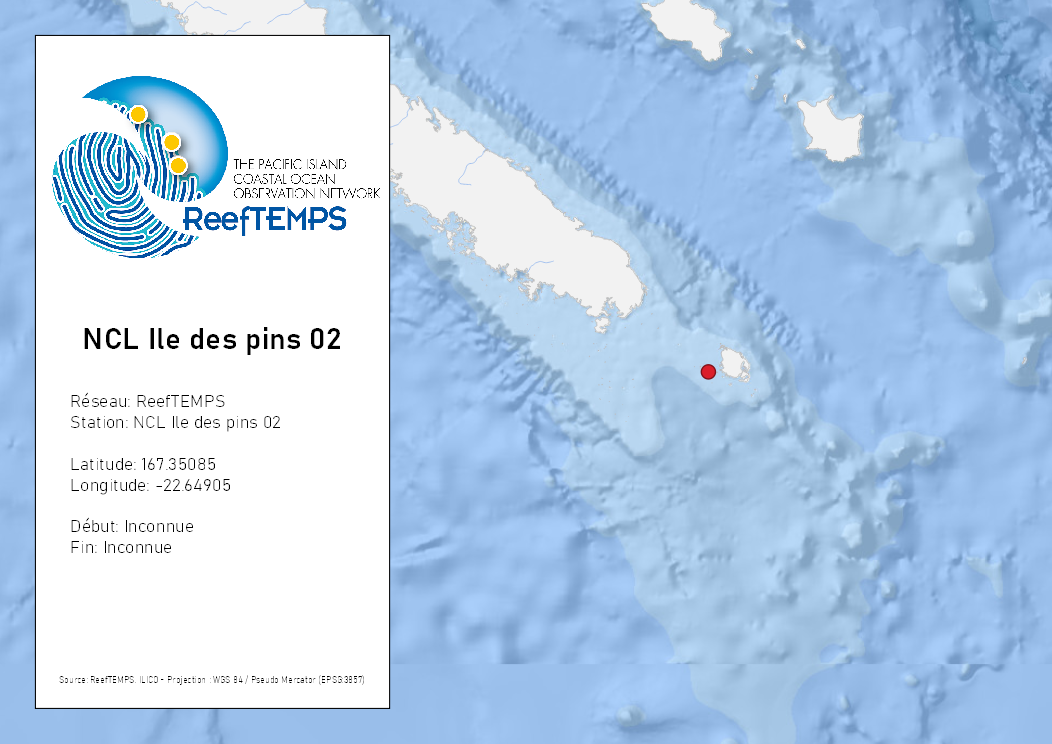 THE PACIFIC ISLAND
COASTAL OCEAN
OBSERVATION NETWORK
ReefTEMPS
NCL Ile des pins 02
Réseau: ReefTEMPS
Station: NCL Ile des pins 02
Latitude: 167.35085
Longitude: -22.64905
Début: Inconnue
Fin: Inconnue
Source: ReefTEMPS, ILICO - Projection : WGS 84 / Pseudo Mercator (EPSG:3857)